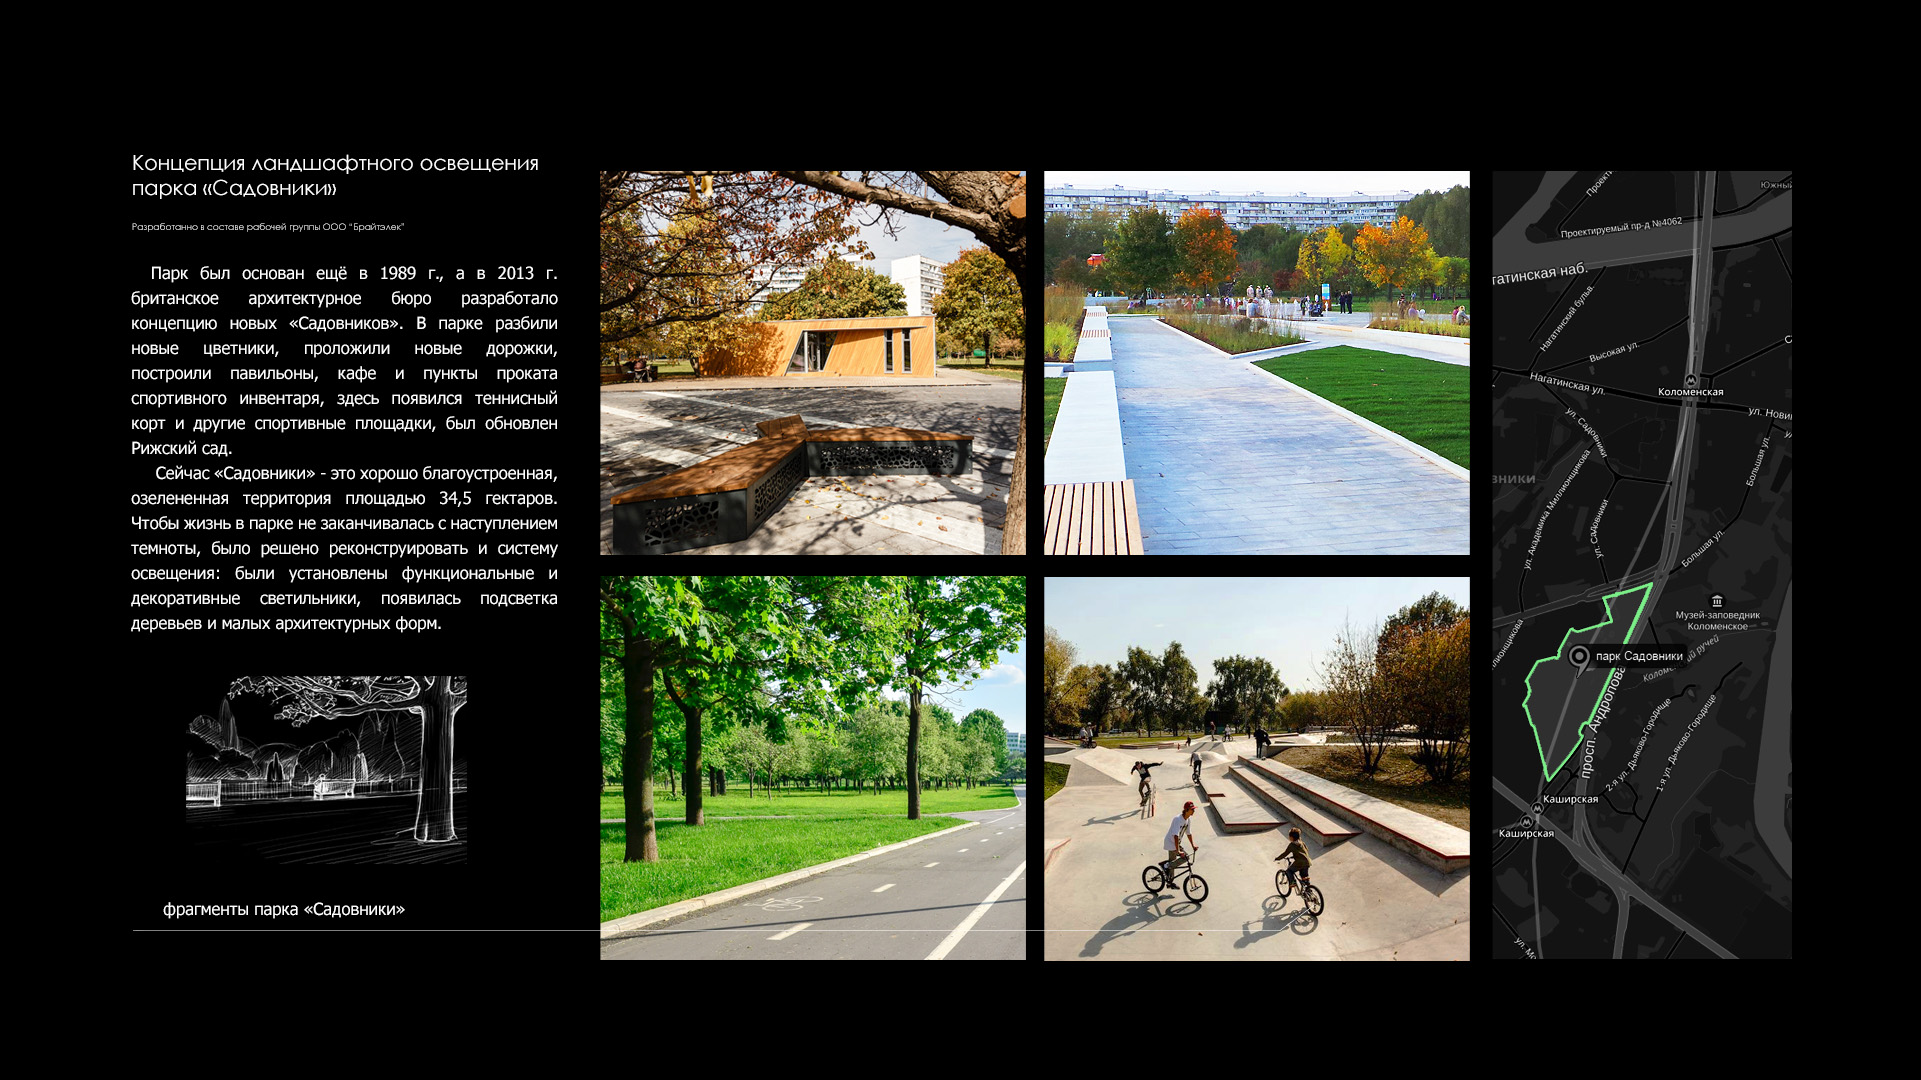 Концепция ландшафтного освещения
парка «Садовники»
Разработанно в составе рабочей группы ООО "Брайтэлек"
Парк был основан ещё в 1989 г., а в 2013 г.
британское архитектурное бюро разработало
концепцию новых «Садовников». В парке разбили
новые цветники, проложили новые дорожки,
построили павильоны, кафе и пункты проката
спортивного инвентаря, здесь появился теннисный
корт и другие спортивные площадки, был обновлен
Рижский сад.
Сейчас «Садовники» - это хорошо благоустроенная,
озелененная территория площадью 34,5 гектаров.
Чтобы жизнь в парке не заканчивалась с наступлением
темноты, было решено реконструировать и систему
освещения: были установлены функциональные и
декоративные светильники, появилась подсветка
деревьев и малых архитектурных форм.
фрагменты парка «Садовники»
Южный
Проектируемый пр-д №4062
гатинская наб.
Нагатинский бульв.
Высокая ул.
Нагатинская ул.
Коломенская
ул. Нови
ул. Садовники
Большая ул.
вники
ул. Академика Миллионщикова
ул. Садовники
Большая ул.
Музей-заповедник
Коломенское
ллионщикова
парк Садовники
просп. Андропова
2-я ул. Дьяково-Городище
1-я ул. Дьяково-Городище
Каширская
Каширская